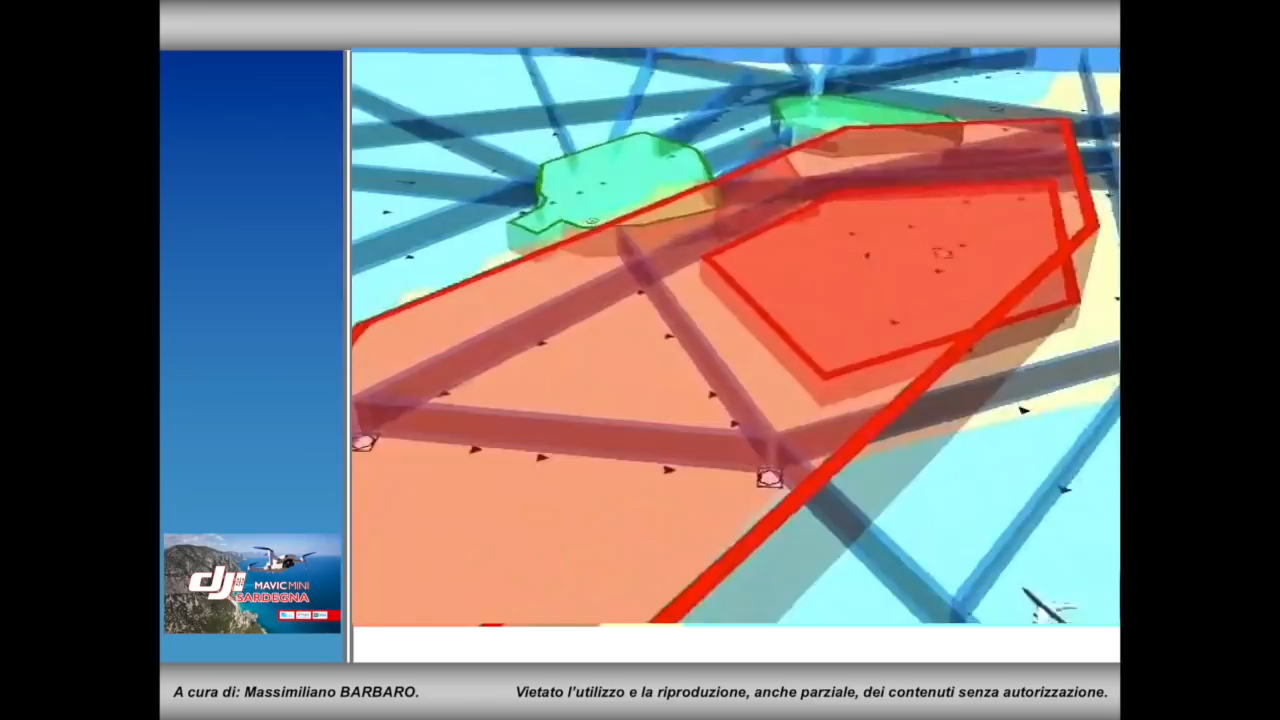 dji
MAVIC MINI
SARDEGNA
A cura di: Massimiliano BARBARO.
Vietato l'utilizzo e la riproduzione, anche parziale, dei contenuti senza autorizzazione.